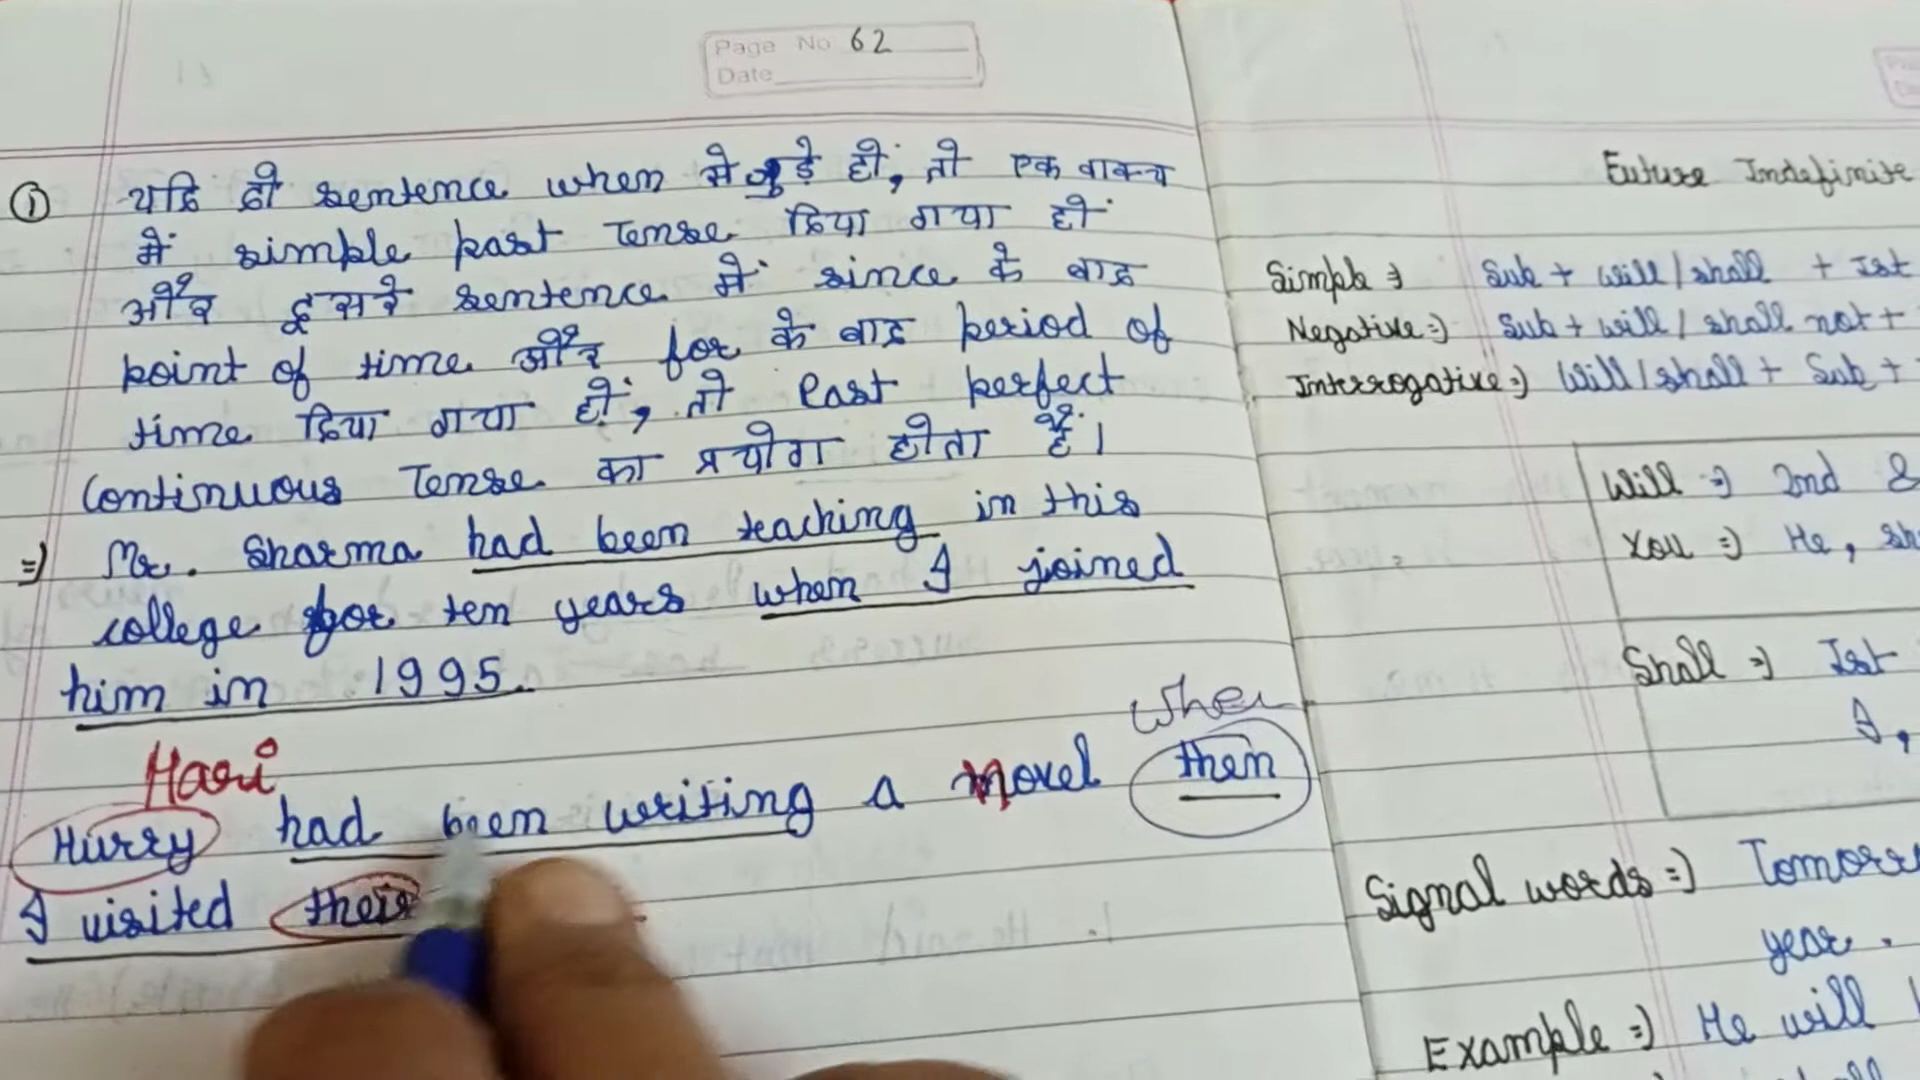 Page No 62
Date
① यदि दो sentence when से जुड़े हों, तो एक वाक्य
में simple past Tense दिया गया हो
और दूसरे sentence में since के बाद
point of time और for के बाद period of
time दिया गया हो, तो Past perfect
Continuous Tense का प्रयोग होता है।
⇒ Mr. Sharma had been teaching in this
college for ten years when I joined
him in 1995.
Hari
when
Hurry had been writing a novel then
I visited their
Future Indefinite
Simple ⇒ Sub + will/shall + Ist
Negative ⇒ Sub + will/shall not +
Interrogative ⇒ Will/shall + Sub +
Will ⇒ 2nd &
You ⇒ He, sh
Shall ⇒ Ist
I,
Signal words ⇒ Tomorr
year.
Example ⇒ He will